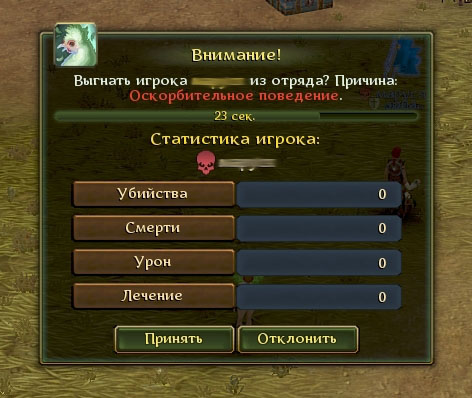 Внимание!
Выгнать игрока из отряда? Причина:
Оскорбительное поведение.
23 сек.
Статистика игрока:
Убийства 0
Смерти 0
Урон 0
Лечение 0
Принять Отклонить